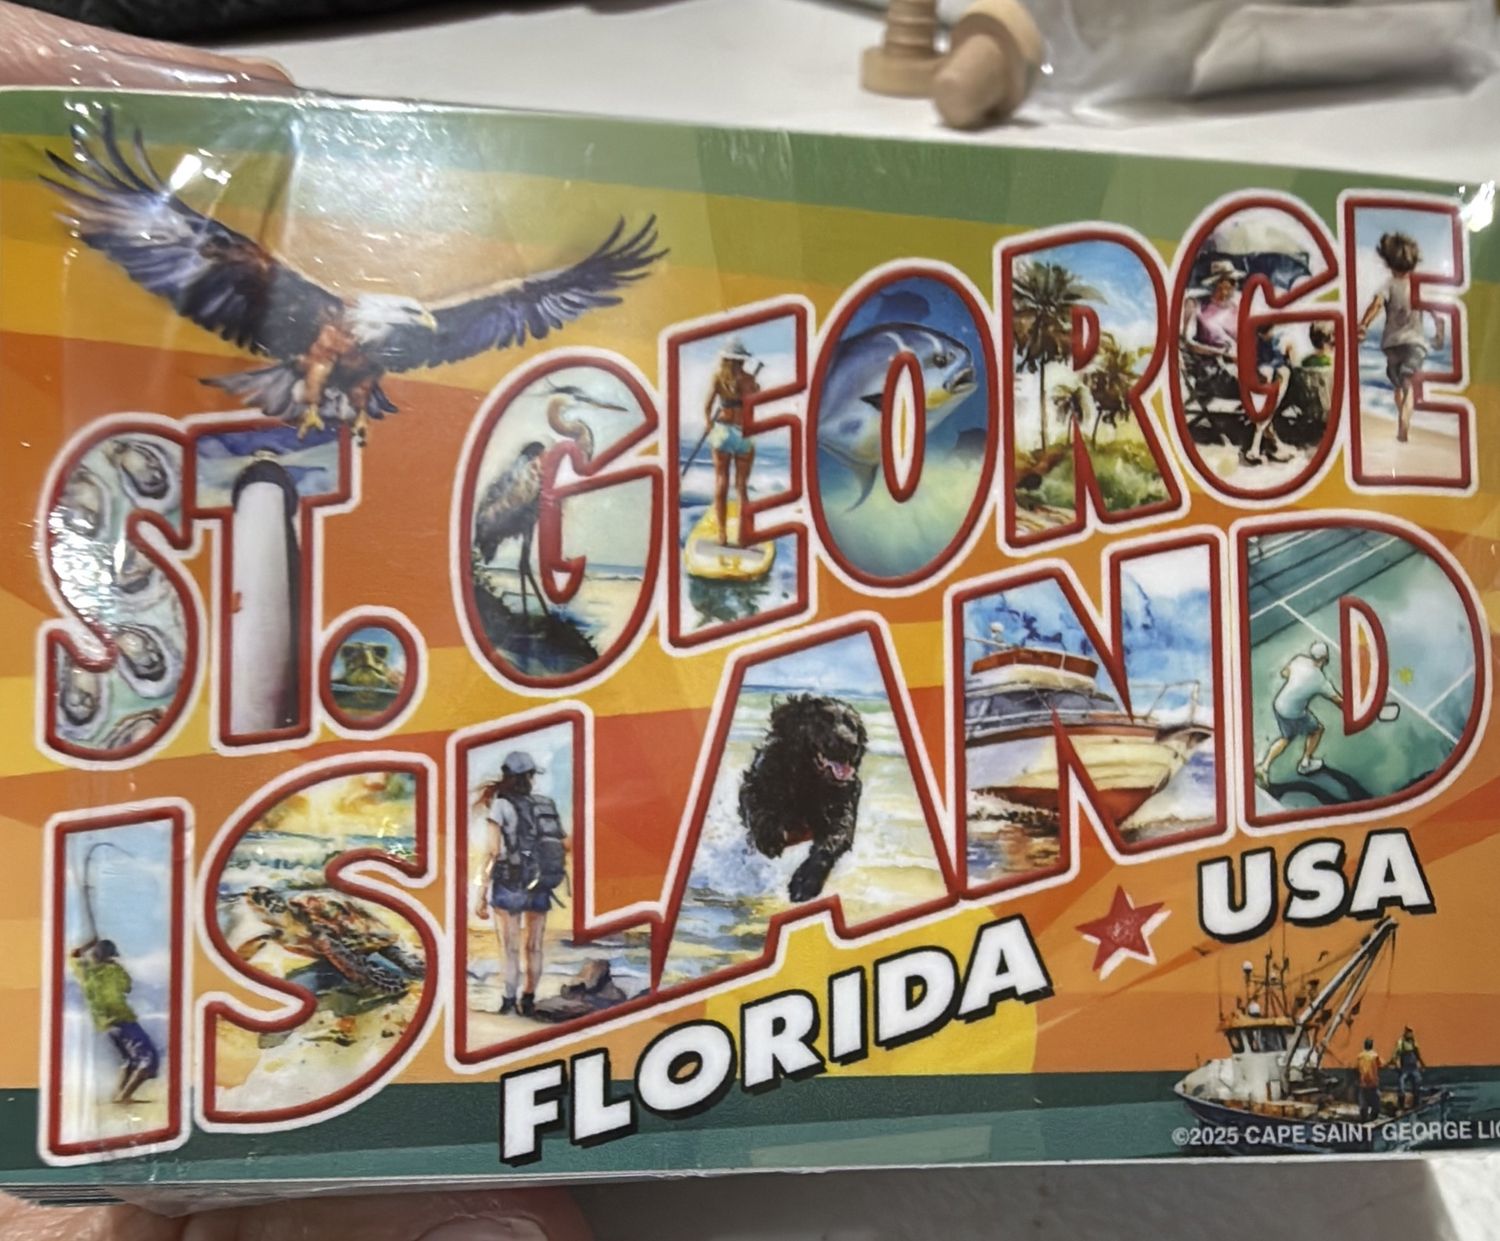 ST. GEORGE
ISLAND
FLORIDA ★ USA
©2025 CAPE SAINT GEORGE